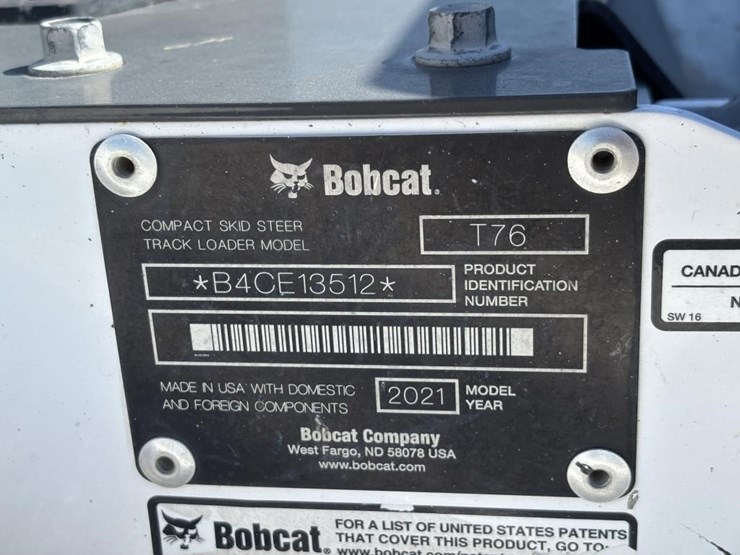 Bobcat.
COMPACT SKID STEER
TRACK LOADER MODEL
T76
*B4CE13512*
PRODUCT
IDENTIFICATION
NUMBER
MADE IN USA WITH DOMESTIC
AND FOREIGN COMPONENTS
2021
MODEL
YEAR
Bobcat Company
West Fargo, ND 58078 USA
www.bobcat.com
CANAD
N
SW 16
Bobcat.
FOR A LIST OF UNITED STATES PATENTS
THAT COVER THIS PRODUCT, GO TO: